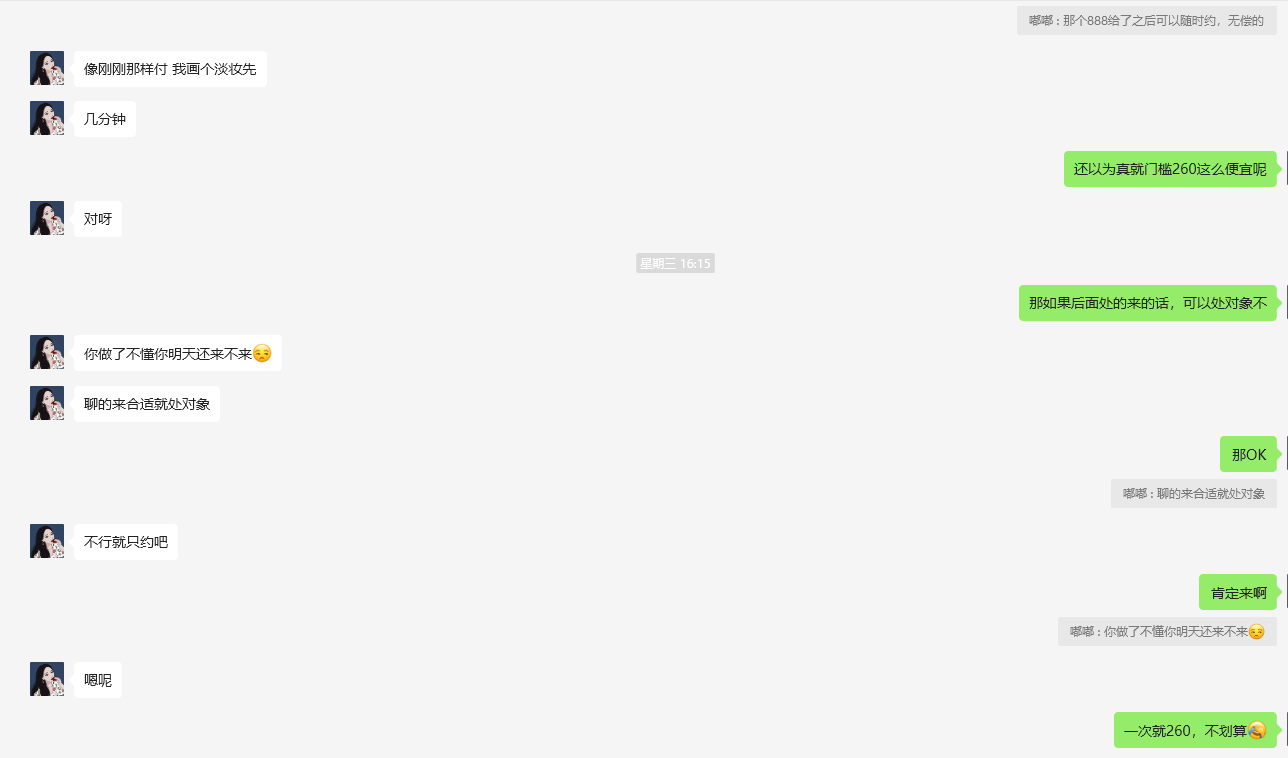 嘟嘟 : 那个888给了之后可以随时约，无偿的
像刚刚那样付 我画个淡妆先
几分钟
还以为真就门槛260这么便宜呢
对呀
星期三 16:15
那如果后面处的来的话，可以处对象不
你做了不懂你明天还来不来😒
聊的来合适就处对象
那OK
嘟嘟 : 聊的来合适就处对象
不行就只约吧
肯定来啊
嘟嘟 : 你做了不懂你明天还来不来😒
嗯呢
一次就260，不划算